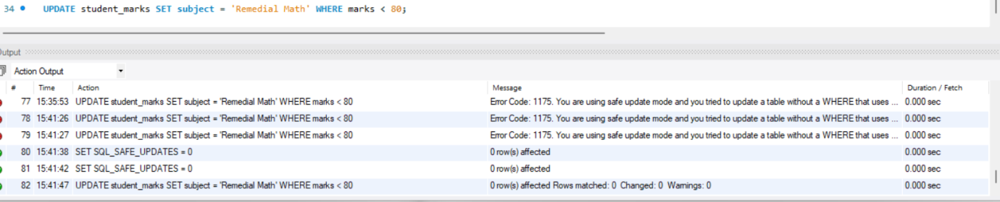 34 UPDATE student_marks SET subject = 'Remedial Math' WHERE marks < 80;
Output
Action Output
# Time Action Message Duration / Fetch
77 15:35:53 UPDATE student_marks SET subject = 'Remedial Math' WHERE marks < 80 Error Code: 1175. You are using safe update mode and you tried to update a table without a WHERE that uses ... 0.000 sec
78 15:41:26 UPDATE student_marks SET subject = 'Remedial Math' WHERE marks < 80 Error Code: 1175. You are using safe update mode and you tried to update a table without a WHERE that uses ... 0.000 sec
79 15:41:27 UPDATE student_marks SET subject = 'Remedial Math' WHERE marks < 80 Error Code: 1175. You are using safe update mode and you tried to update a table without a WHERE that uses ... 0.000 sec
80 15:41:38 SET SQL_SAFE_UPDATES = 0 0 row(s) affected 0.000 sec
81 15:41:42 SET SQL_SAFE_UPDATES = 0 0 row(s) affected 0.000 sec
82 15:41:47 UPDATE student_marks SET subject = 'Remedial Math' WHERE marks < 80 0 row(s) affected Rows matched: 0 Changed: 0 Warnings: 0 0.000 sec